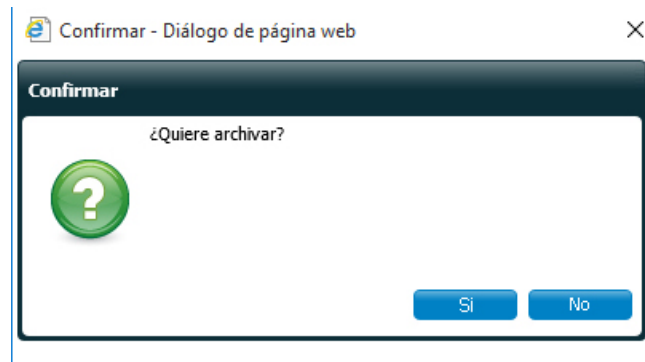 Confirmar - Diálogo de página web
Confirmar
¿Quiere archivar?
Si No